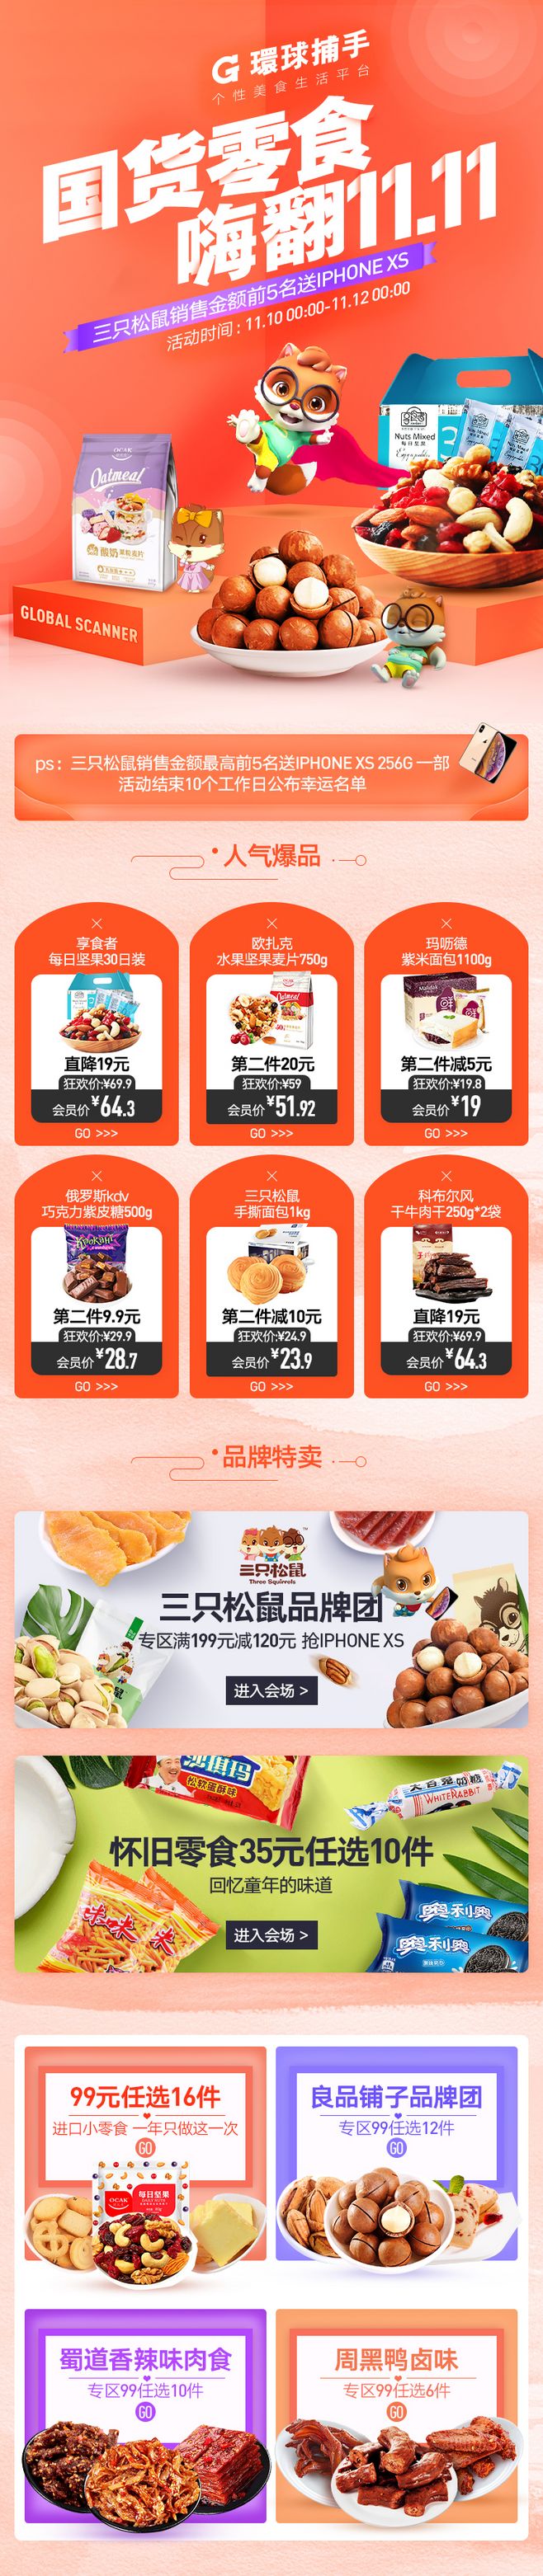 G 環球捕手
个性美食生活平台
国货零食
嗨翻11.11
三只松鼠销售金额前5名送IPHONE XS
活动时间：11.10 00:00-11.12 00:00
Nuts Mixed
每日坚果
OCAK
Oatmeal
酸奶果粒麦片
GLOBAL SCANNER
ps：三只松鼠销售金额最高前5名送IPHONE XS 256G 一部
活动结束10个工作日公布幸运名单
人气爆品
享食者
每日坚果30日装
直降19元
狂欢价:¥69.9
会员价¥64.3
GO >>>
欧扎克
水果坚果麦片750g
Oatmeal
第二件20元
狂欢价:¥59
会员价¥51.92
GO >>>
玛呖德
紫米面包1100g
第二件减5元
狂欢价:¥19.8
会员价¥19
GO >>>
俄罗斯kdv
巧克力紫皮糖500g
第二件9.9元
狂欢价:¥29.9
会员价¥28.7
GO >>>
三只松鼠
手撕面包1kg
第二件减10元
狂欢价:¥24.9
会员价¥23.9
GO >>>
科布尔风
干牛肉干250g*2袋
直降19元
狂欢价:¥69.9
会员价¥64.3
GO >>>
品牌特卖
三只松鼠
Three Squirrels
三只松鼠品牌团
专区满199元减120元 抢IPHONE XS
进入会场 >
沙琪玛
松软蛋酥味
大白兔奶糖
WHITE RABBIT
怀旧零食35元任选10件
回忆童年的味道
进入会场 >
咪咪
奥利奥
奥利奥
99元任选16件
进口小零食 一年只做这一次
GO
OCAK
每日坚果
良品铺子品牌团
专区99任选12件
GO
蜀道香辣味肉食
专区99任选10件
GO
周黑鸭卤味
专区99任选6件
GO